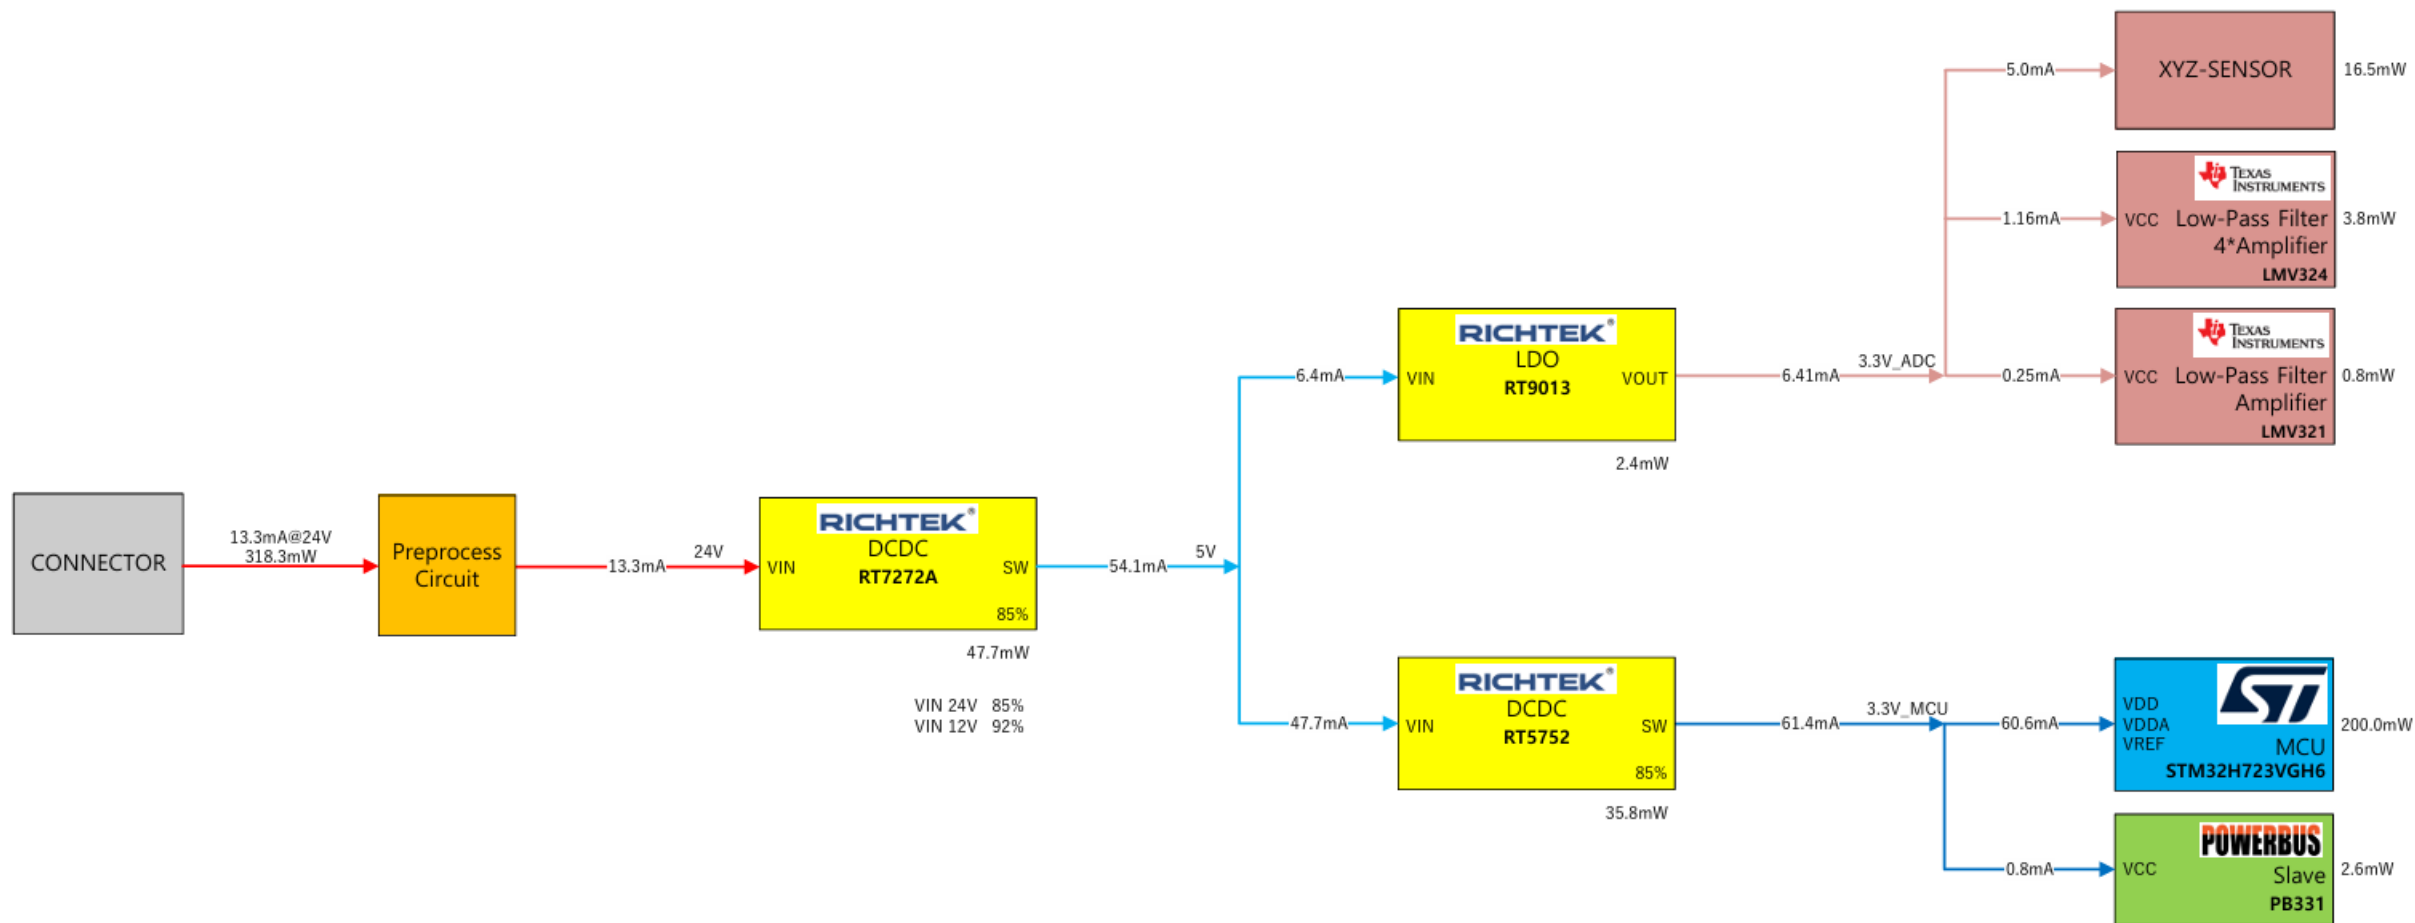 5.0mA
XYZ-SENSOR
16.5mW
TEXAS
INSTRUMENTS
1.16mA
VCC
Low-Pass Filter
4*Amplifier
LMV324
3.8mW
RICHTEK®
LDO
RT9013
6.4mA
VIN
VOUT
6.41mA
3.3V_ADC
2.4mW
TEXAS
INSTRUMENTS
0.25mA
VCC
Low-Pass Filter
Amplifier
LMV321
0.8mW
CONNECTOR
13.3mA@24V
318.3mW
Preprocess
Circuit
13.3mA
24V
RICHTEK®
DCDC
RT7272A
VIN
SW
85%
47.7mW
VIN 24V 85%
VIN 12V 92%
54.1mA
5V
47.7mA
RICHTEK®
DCDC
RT5752
VIN
SW
85%
35.8mW
61.4mA
3.3V_MCU
60.6mA
VDD
VDDA
VREF
ST
MCU
STM32H723VGH6
200.0mW
0.8mA
POWERBUS
VCC
Slave
PB331
2.6mW